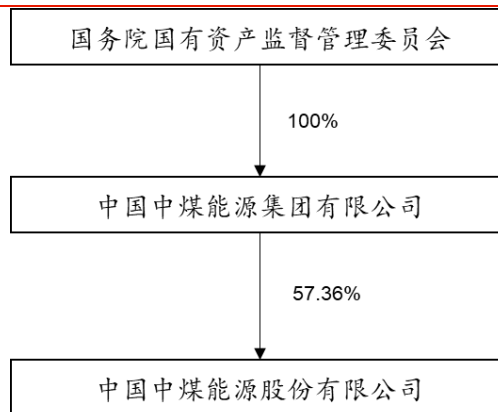 国务院国有资产监督管理委员会
100%
中国中煤能源集团有限公司
57.36%
中国中煤能源股份有限公司